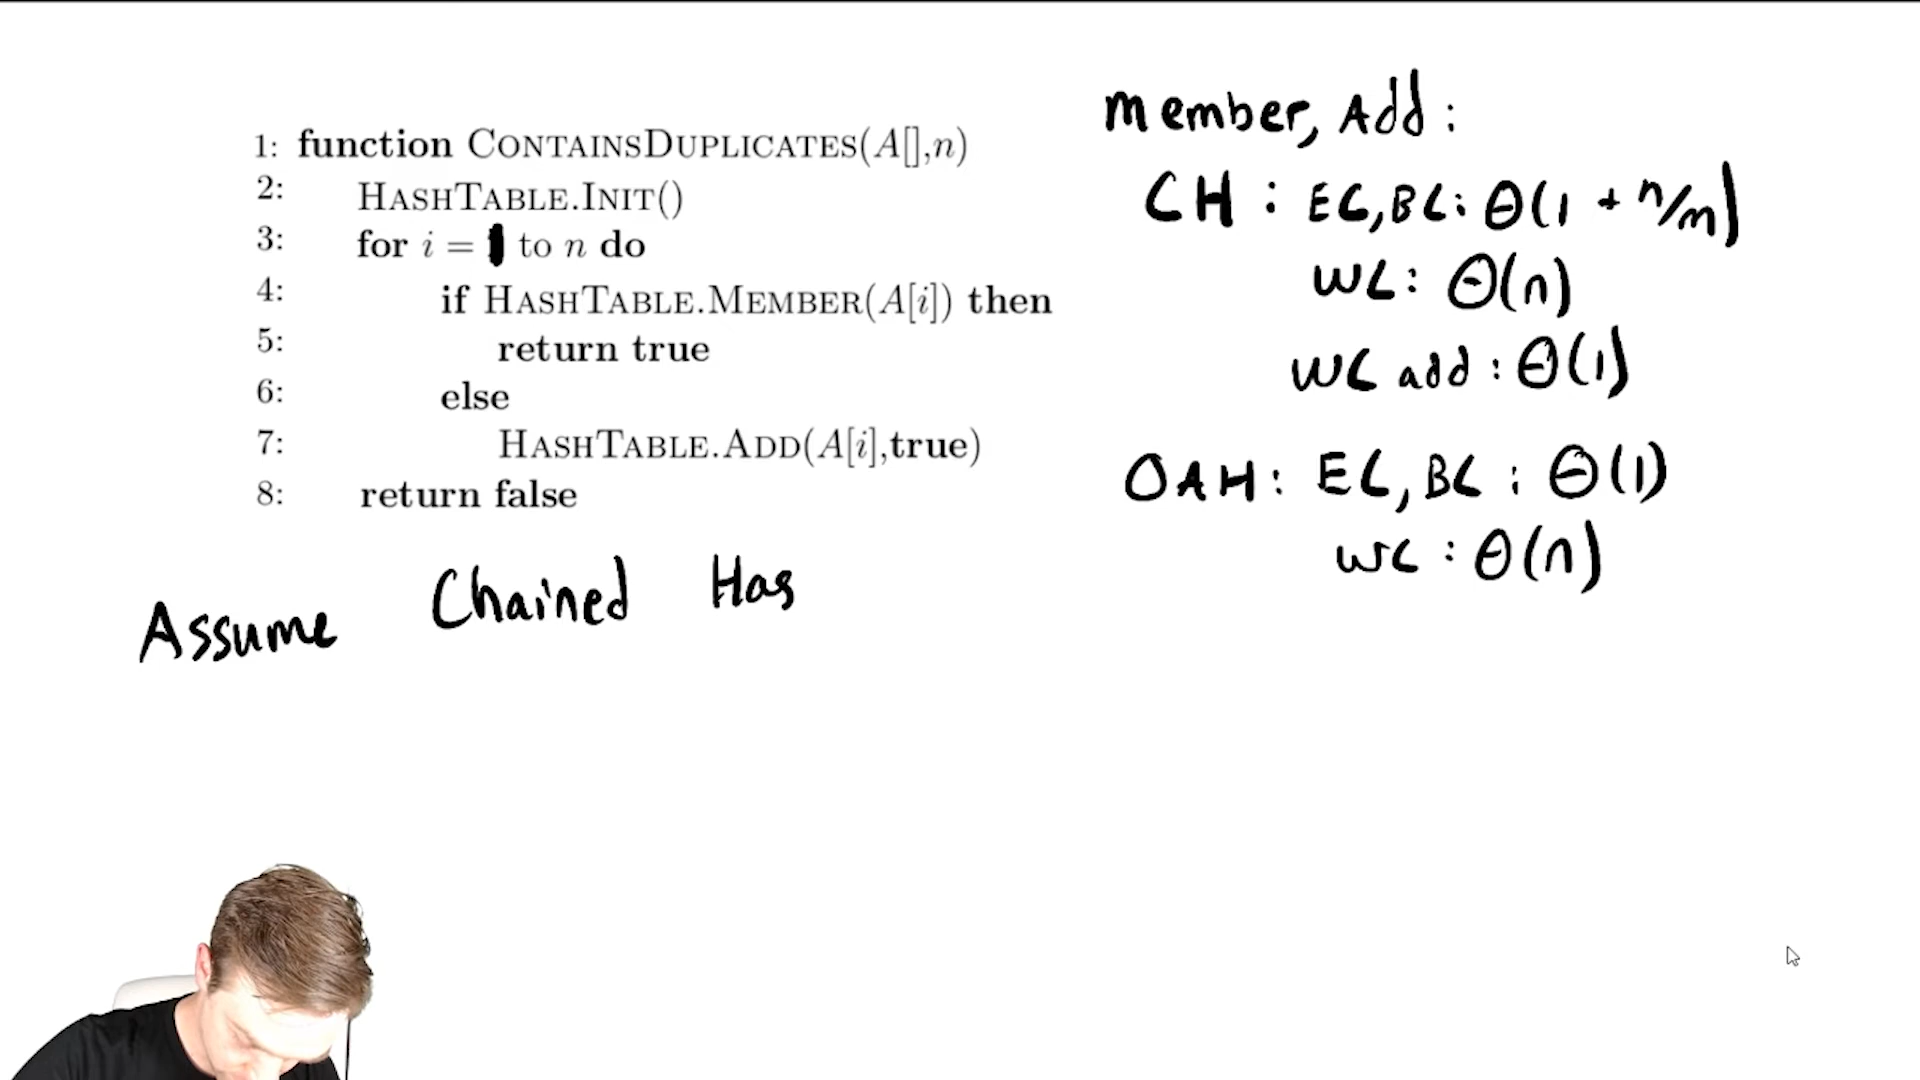 1: function CONTAINSDUPLICATES(A[],n)
2: HASHTABLE.INIT()
3: for i = 1 to n do
4: if HASHTABLE.MEMBER(A[i]) then
5: return true
6: else
7: HASHTABLE.ADD(A[i],true)
8: return false
Assume Chained Has
Member, Add:
CH: EC, BC: Θ(1 + n/m)
WC: Θ(n)
WC add: Θ(1)
OAH: EC, BC: Θ(1)
WC: Θ(n)